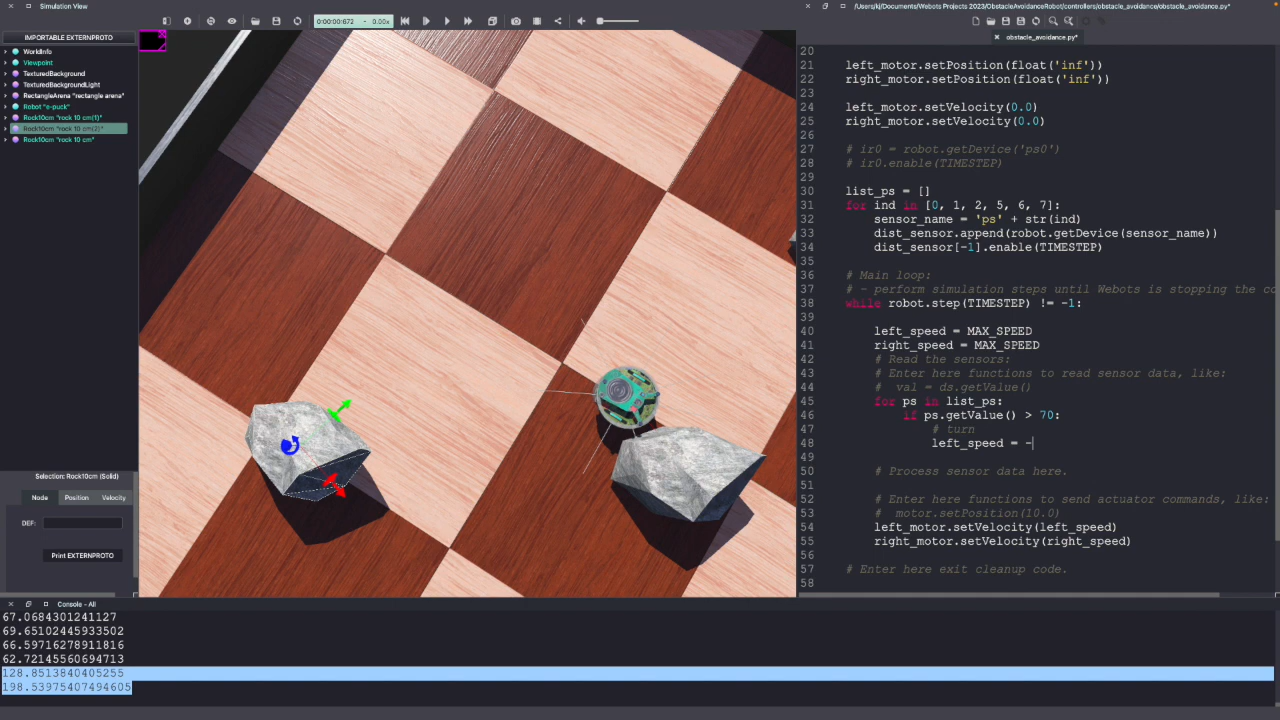 Simulation View
0:00:00:672 - 0.00x
/Users/kj/Documents/Webots Projects 2023/ObstacleAvoidanceRobot/controllers/obstacle_avoidance/obstacle_avoidance.py*
IMPORTABLE EXTERNPROTO
WorldInfo
Viewpoint
TexturedBackground
TexturedBackgroundLight
RectangleArena "rectangle arena"
Robot "e-puck"
Rock10cm "rock 10 cm(1)"
Rock10cm "rock 10 cm(2)"
Rock10cm "rock 10 cm"
Selection: Rock10cm (Solid)
Node Position Velocity
DEF:
Print EXTERNPROTO
obstacle_avoidance.py*
20
21 left_motor.setPosition(float('inf'))
22 right_motor.setPosition(float('inf'))
23
24 left_motor.setVelocity(0.0)
25 right_motor.setVelocity(0.0)
26
27 # ir0 = robot.getDevice('ps0')
28 # ir0.enable(TIMESTEP)
29
30 list_ps = []
31 for ind in [0, 1, 2, 5, 6, 7]:
32 sensor_name = 'ps' + str(ind)
33 dist_sensor.append(robot.getDevice(sensor_name))
34 dist_sensor[-1].enable(TIMESTEP)
35
36 # Main loop:
37 # - perform simulation steps until Webots is stopping the co
38 while robot.step(TIMESTEP) != -1:
39
40 left_speed = MAX_SPEED
41 right_speed = MAX_SPEED
42 # Read the sensors:
43 # Enter here functions to read sensor data, like:
44 # val = ds.getValue()
45 for ps in list_ps:
46 if ps.getValue() > 70:
47 # turn
48 left_speed = -
49
50 # Process sensor data here.
51
52 # Enter here functions to send actuator commands, like:
53 # motor.setPosition(10.0)
54 left_motor.setVelocity(left_speed)
55 right_motor.setVelocity(right_speed)
56
57 # Enter here exit cleanup code.
58
Console - All
67.0684301241127
69.65102445933502
66.59716278911816
62.72145560694713
128.8513840405255
198.53975407494605